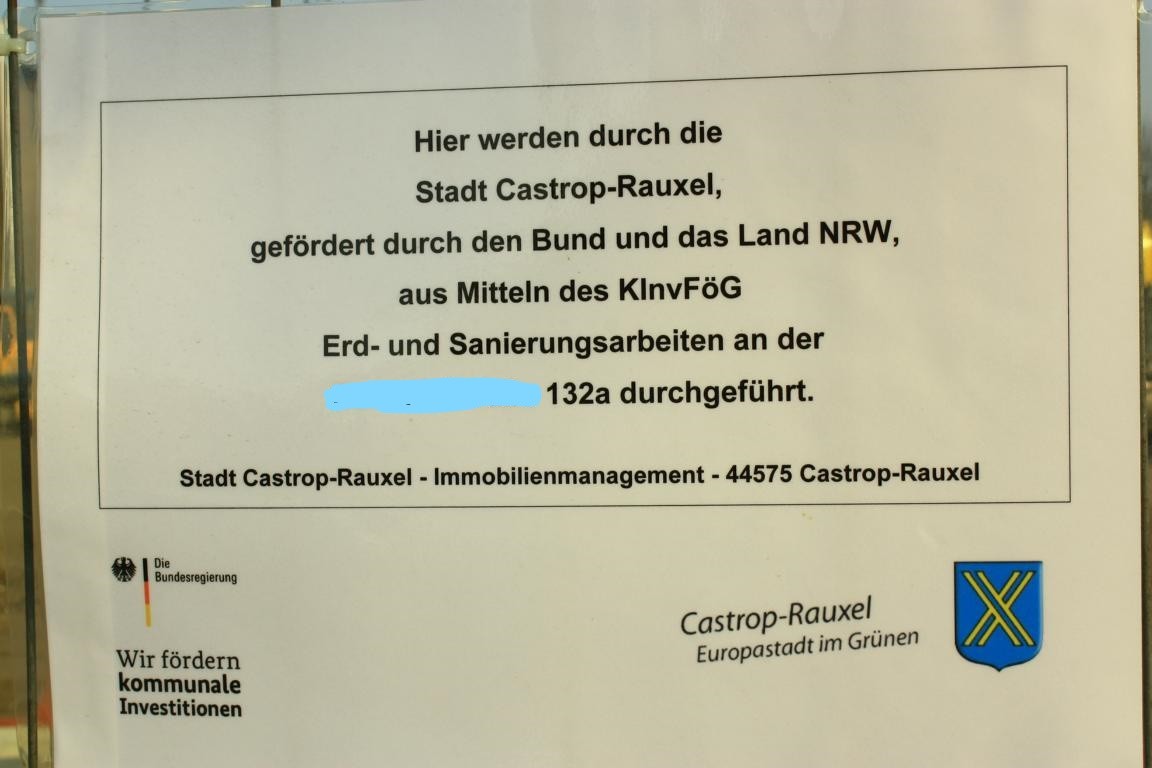 Hier werden durch die
Stadt Castrop-Rauxel,
gefördert durch den Bund und das Land NRW,
aus Mitteln des KInvFöG
Erd- und Sanierungsarbeiten an der
132a durchgeführt.
Stadt Castrop-Rauxel - Immobilienmanagement - 44575 Castrop-Rauxel
Die
Bundesregierung
Wir fördern
kommunale
Investitionen
Castrop-Rauxel
Europastadt im Grünen